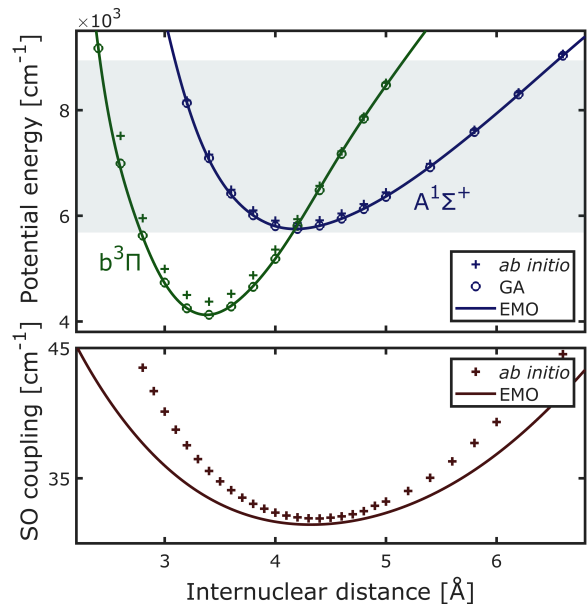 ×10³
Potential energy [cm⁻¹]
8
6
4
b³Π
A¹Σ⁺
ab initio
GA
EMO
SO coupling [cm⁻¹]
45
35
ab initio
EMO
3 4 5 6
Internuclear distance [Å]